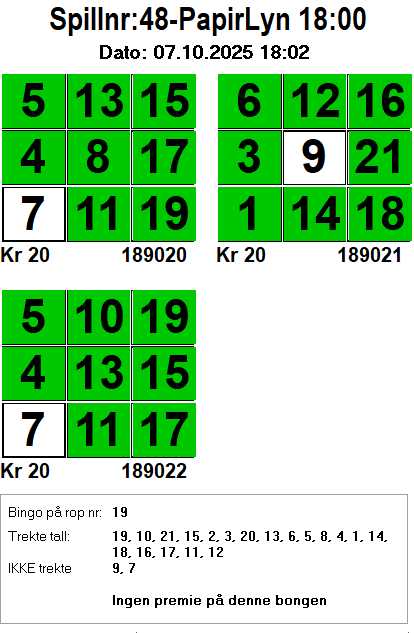 Spillnr:48-PapirLyn 18:00
Dato: 07.10.2025 18:02
5 13 15
4 8 17
7 11 19
Kr 20 189020
6 12 16
3 9 21
1 14 18
Kr 20 189021
5 10 19
4 13 15
7 11 17
Kr 20 189022
Bingo på rop nr: 19
Trekte tall: 19, 10, 21, 15, 2, 3, 20, 13, 6, 5, 8, 4, 1, 14,
18, 16, 17, 11, 12
IKKE trekte 9, 7
Ingen premie på denne bongen